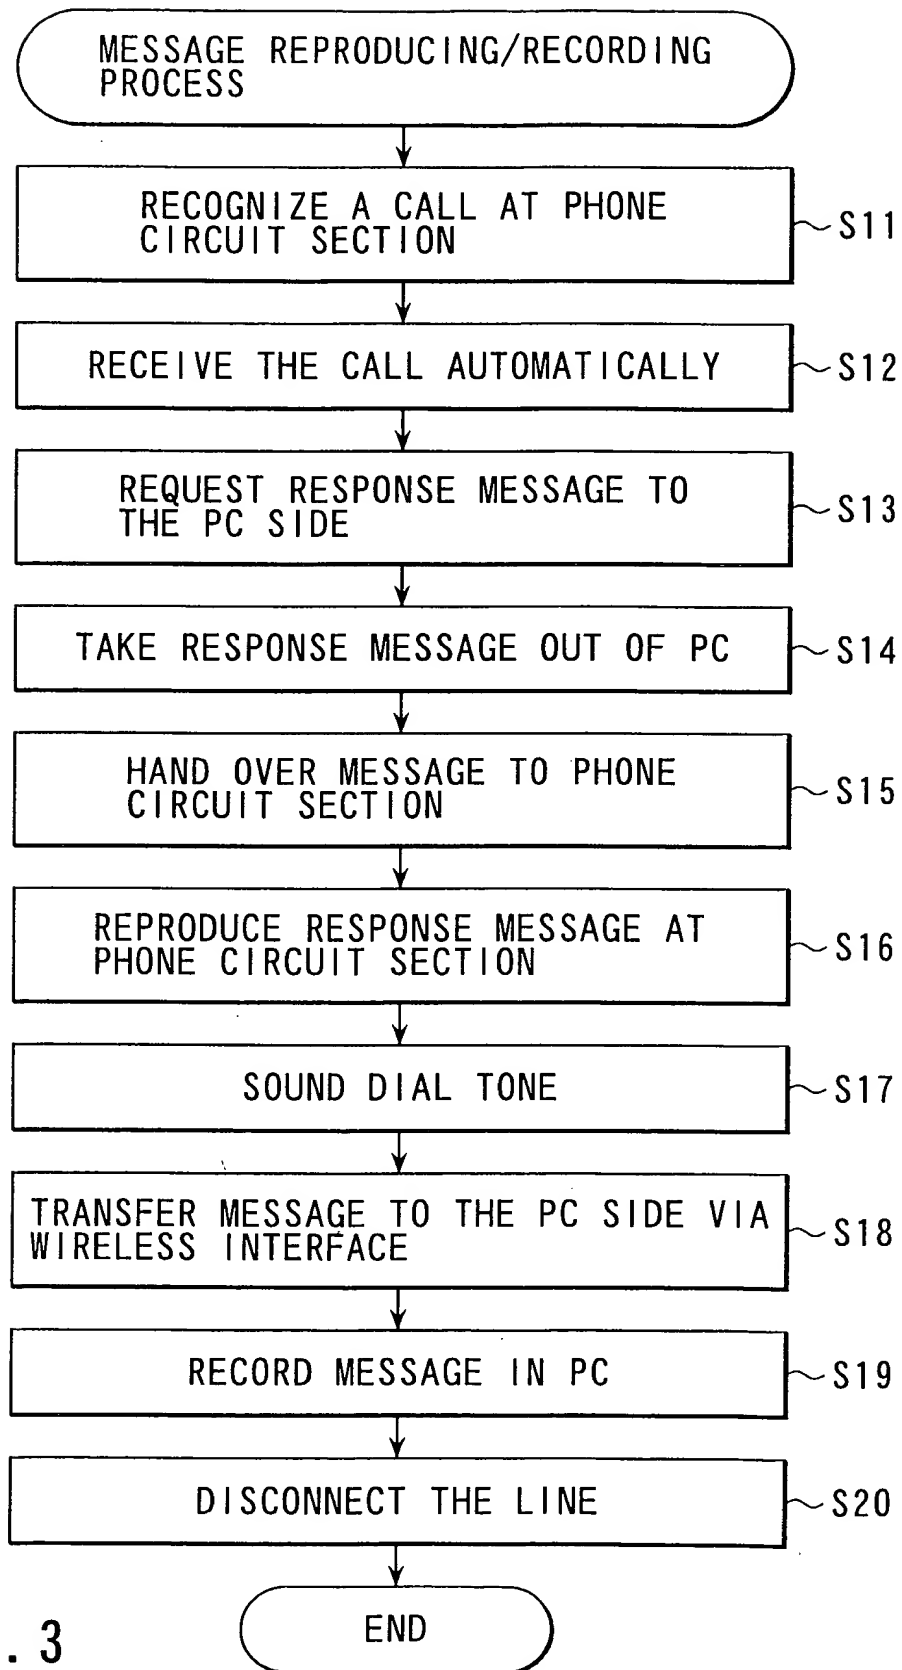 MESSAGE REPRODUCING/RECORDING
PROCESS
RECOGNIZE A CALL AT PHONE
CIRCUIT SECTION
S11
RECEIVE THE CALL AUTOMATICALLY
S12
REQUEST RESPONSE MESSAGE TO
THE PC SIDE
S13
TAKE RESPONSE MESSAGE OUT OF PC
S14
HAND OVER MESSAGE TO PHONE
CIRCUIT SECTION
S15
REPRODUCE RESPONSE MESSAGE AT
PHONE CIRCUIT SECTION
S16
SOUND DIAL TONE
S17
TRANSFER MESSAGE TO THE PC SIDE VIA
WIRELESS INTERFACE
S18
RECORD MESSAGE IN PC
S19
DISCONNECT THE LINE
S20
END
. 3